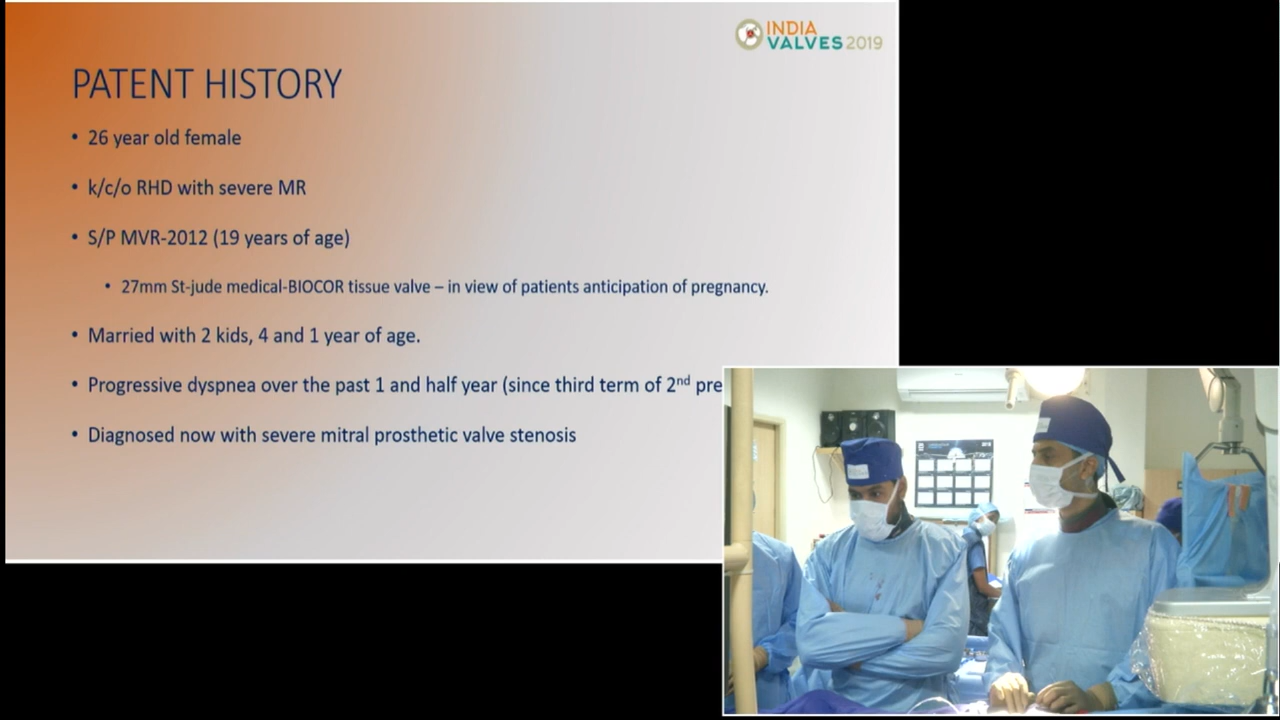 INDIA
VALVES 2019
PATENT HISTORY
• 26 year old female
• k/c/o RHD with severe MR
• S/P MVR-2012 (19 years of age)
• 27mm St-jude medical-BIOCOR tissue valve – in view of patients anticipation of pregnancy.
• Married with 2 kids, 4 and 1 year of age.
• Progressive dyspnea over the past 1 and half year (since third term of 2nd pre
• Diagnosed now with severe mitral prosthetic valve stenosis